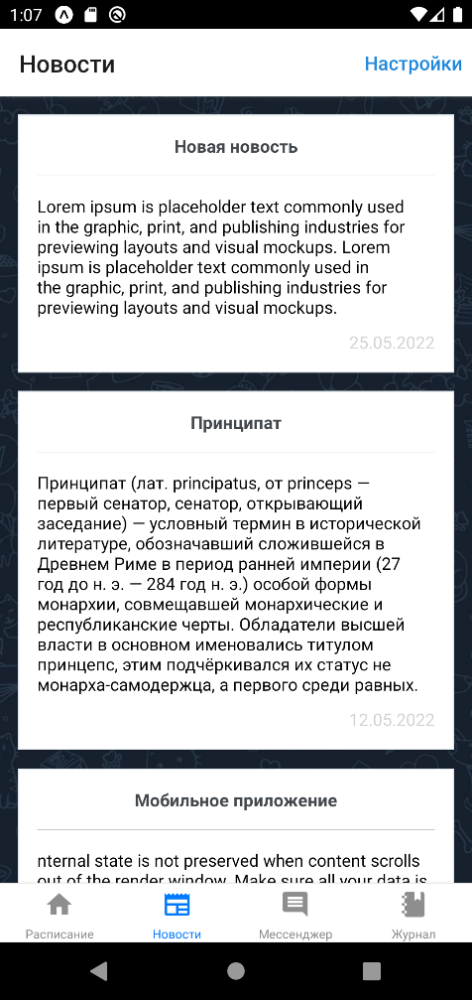 1:07
Новости
Настройки
Новая новость
Lorem ipsum is placeholder text commonly used
in the graphic, print, and publishing industries for
previewing layouts and visual mockups. Lorem
ipsum is placeholder text commonly used in
the graphic, print, and publishing industries for
previewing layouts and visual mockups.
25.05.2022
Принципат
Принципат (лат. principatus, от princeps —
первый сенатор, сенатор, открывающий
заседание) — условный термин в исторической
литературе, обозначавший сложившейся в
Древнем Риме в период ранней империи (27
год до н. э. — 284 год н. э.) особой формы
монархии, совмещавшей монархические и
республиканские черты. Обладатели высшей
власти в основном именовались титулом
принцепс, этим подчёркивался их статус не
монарха-самодержца, а первого среди равных.
12.05.2022
Мобильное приложение
nternal state is not preserved when content scrolls
out of the render window. Make sure all your data is
Расписание
Новости
Мессенджер
Журнал